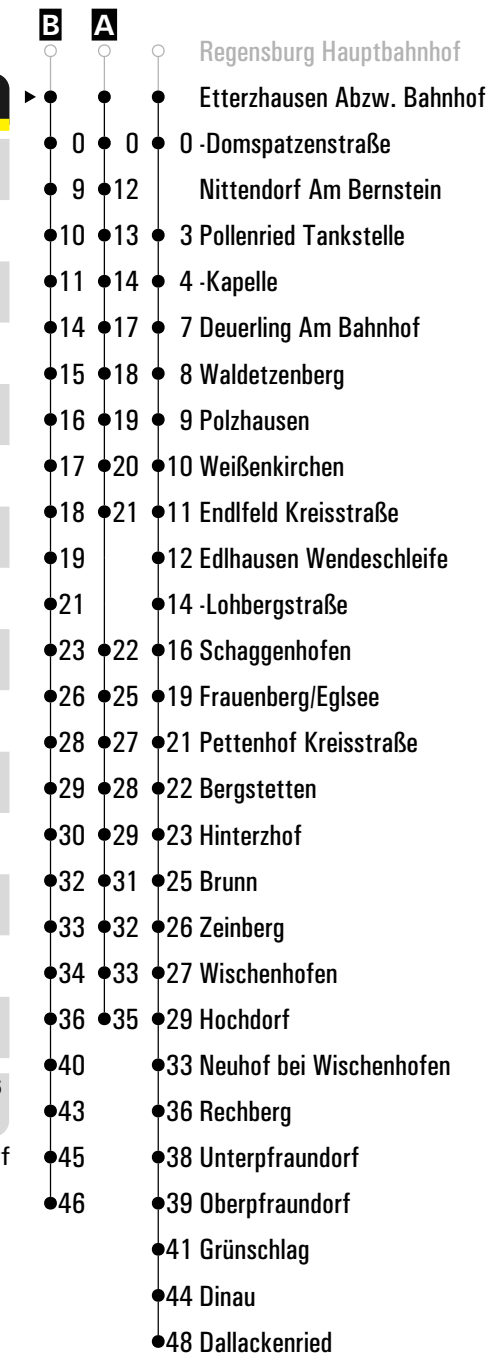 B A
Regensburg Hauptbahnhof
Etterzhausen Abzw. Bahnhof
0 0 0 -Domspatzenstraße
9 12 Nittendorf Am Bernstein
10 13 3 Pollenried Tankstelle
11 14 4 -Kapelle
14 17 7 Deuerling Am Bahnhof
15 18 8 Waldetzenberg
16 19 9 Polzhausen
17 20 10 Weißenkirchen
18 21 11 Endlfeld Kreisstraße
19 12 Edlhausen Wendeschleife
21 14 -Lohbergstraße
23 22 16 Schaggenhofen
26 25 19 Frauenberg/Eglsee
28 27 21 Pettenhof Kreisstraße
29 28 22 Bergstetten
30 29 23 Hinterzhof
32 31 25 Brunn
33 32 26 Zeinberg
34 33 27 Wischenhofen
36 35 29 Hochdorf
40 33 Neuhof bei Wischenhofen
43 36 Rechberg
f 45 38 Unterpfraundorf
46 39 Oberpfraundorf
41 Grünschlag
44 Dinau
48 Dallackenried